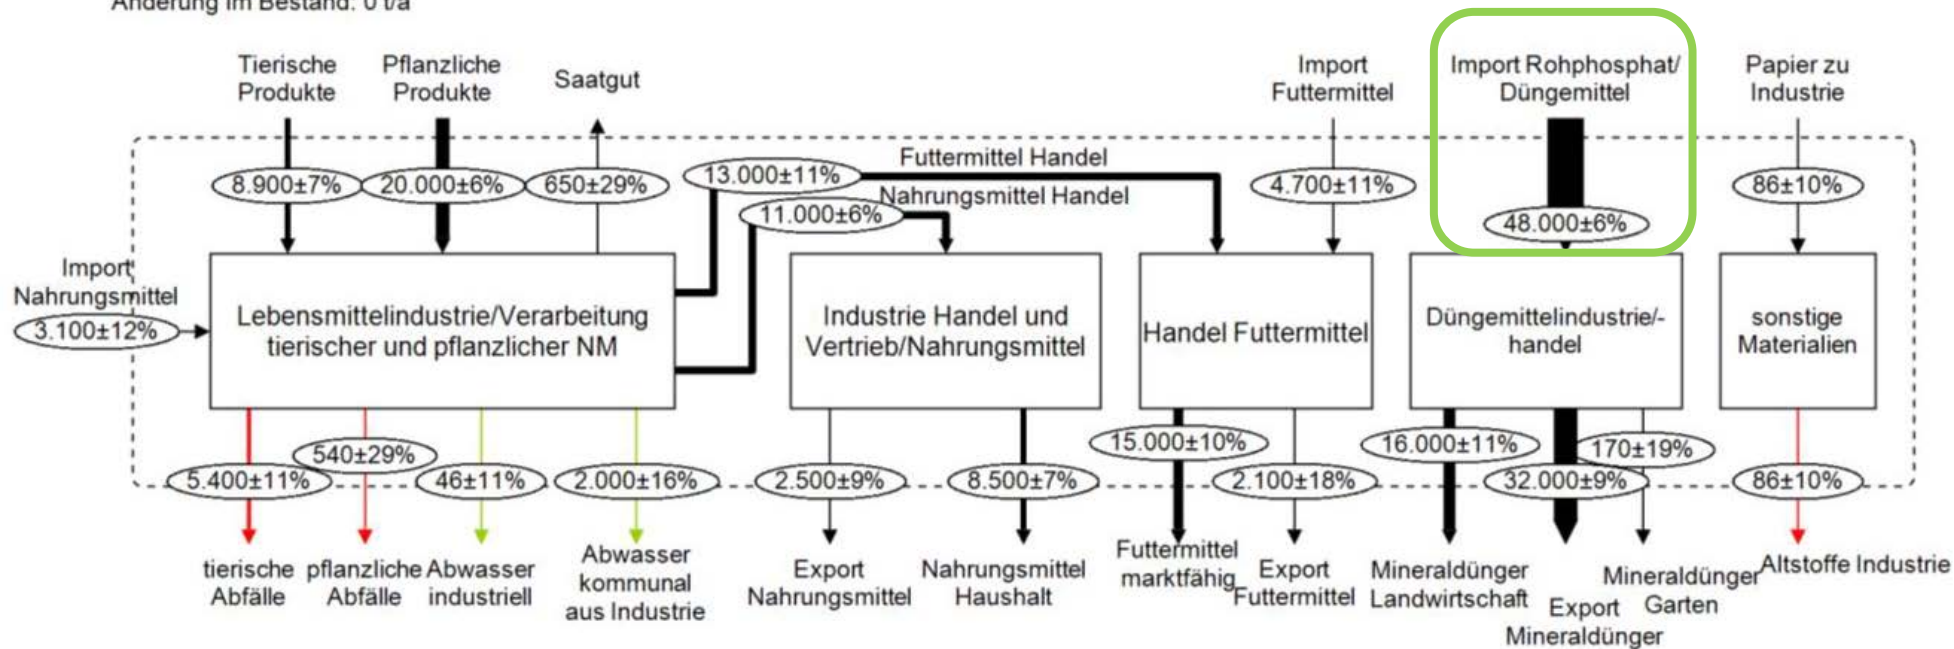 Änderung im Bestand: 0 t/a
Tierische
Produkte
Pflanzliche
Produkte
Saatgut
Import
Futtermittel
Import Rohphosphat/
Düngemittel
Papier zu
Industrie
Futtermittel Handel
Nahrungsmittel Handel
8.900±7%
20.000±6%
650±29%
13.000±11%
11.000±6%
4.700±11%
48.000±6%
86±10%
Import
Nahrungsmittel
3.100±12%
Lebensmittelindustrie/Verarbeitung
tierischer und pflanzlicher NM
Industrie Handel und
Vertrieb/Nahrungsmittel
Handel Futtermittel
Düngemittelindustrie/-
handel
sonstige
Materialien
5.400±11%
540±29%
46±11%
2.000±16%
2.500±9%
8.500±7%
15.000±10%
2.100±18%
16.000±11%
32.000±9%
170±19%
86±10%
tierische
Abfälle
pflanzliche
Abfälle
Abwasser
industriell
Abwasser
kommunal
aus Industrie
Export
Nahrungsmittel
Nahrungsmittel
Haushalt
Futtermittel
marktfähig
Export
Futtermittel
Mineraldünger
Landwirtschaft
Export
Mineraldünger
Mineraldünger
Garten
Altstoffe Industrie